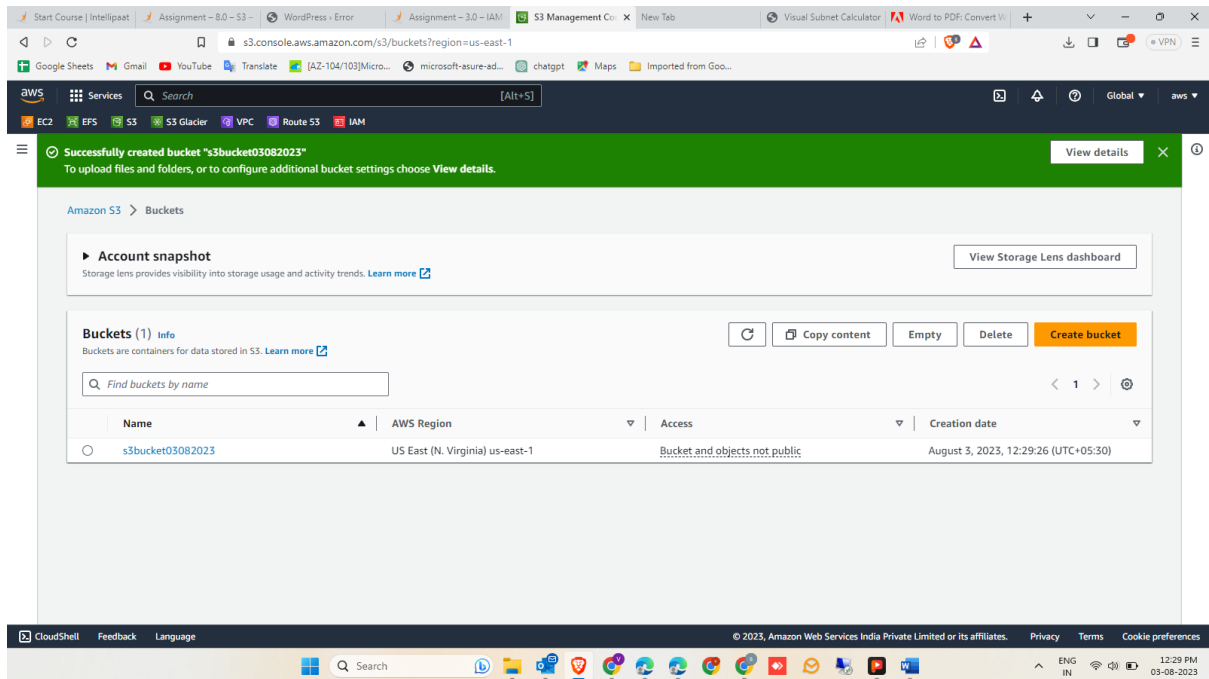 Start Course | Intellipaat
Assignment – 8.0 – S3 –
WordPress › Error
Assignment – 3.0 – IAM
S3 Management Co
New Tab
Visual Subnet Calculator
Word to PDF: Convert W
s3.console.aws.amazon.com/s3/buckets?region=us-east-1
VPN
Google Sheets
Gmail
YouTube
Translate
[AZ-104/103]Micro...
microsoft-asure-ad...
chatgpt
Maps
Imported from Goo...
aws
Services
Search
[Alt+S]
Global
aws
EC2
EFS
S3
S3 Glacier
VPC
Route 53
IAM
Successfully created bucket "s3bucket03082023"
To upload files and folders, or to configure additional bucket settings choose View details.
View details
Amazon S3
Buckets
Account snapshot
Storage lens provides visibility into storage usage and activity trends. Learn more
View Storage Lens dashboard
Buckets (1) Info
Buckets are containers for data stored in S3. Learn more
Copy content
Empty
Delete
Create bucket
Find buckets by name
1
Name
AWS Region
Access
Creation date
s3bucket03082023
US East (N. Virginia) us-east-1
Bucket and objects not public
August 3, 2023, 12:29:26 (UTC+05:30)
CloudShell
Feedback
Language
© 2023, Amazon Web Services India Private Limited or its affiliates.
Privacy
Terms
Cookie preferences
Search
ENG
IN
12:29 PM
03-08-2023